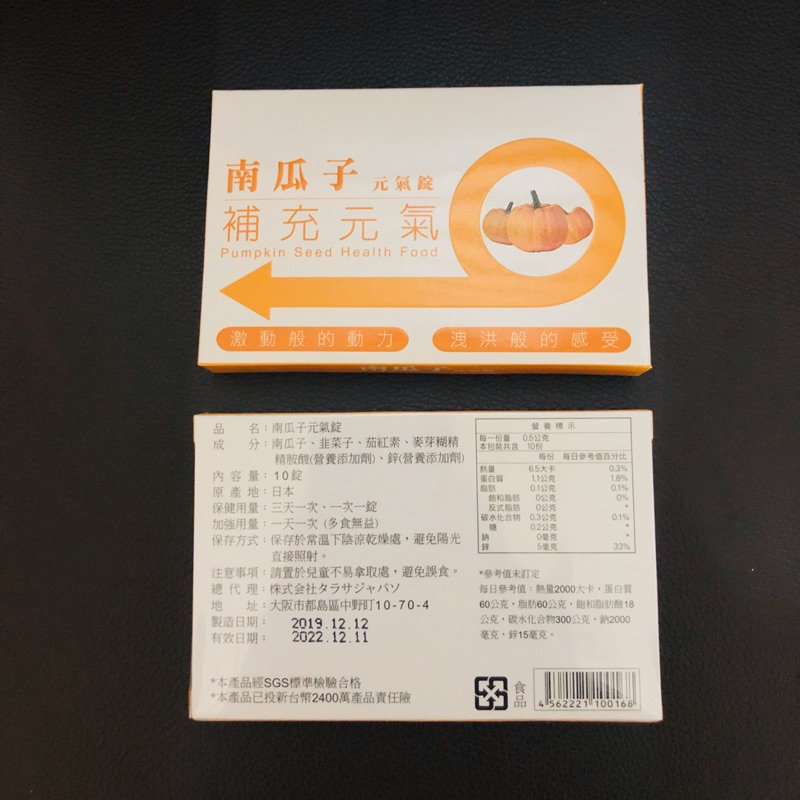 南瓜子 元氣錠
補充元氣
Pumpkin Seed Health Food
激動般的動力
洩洪般的感受
南瓜子
品名：南瓜子元氣錠
成分：南瓜子、韭菜子、茄紅素、麥芽糊精
精胺酸(營養添加劑)、鋅(營養添加劑)
內容量：10錠
原產地：日本
保健用量：三天一次、一次一錠
加強用量：一天一次 (多食無益)
保存方式：保存於常溫下陰涼乾燥處，避免陽光
直接照射。
注意事項：請置於兒童不易拿取處，避免誤食。
總代理：株式会社タラサジャパソ
地址：大阪市都島區中野町10-70-4
製造日期：2019.12.12
有效日期：2022.12.11
*本產品經SGS標準檢驗合格
*本產品已投新台幣2400萬產品責任險
營養標示
每一份量 0.5公克
本包裝共含 10份
每份 每日參考值百分比
熱量 6.5大卡 0.3%
蛋白質 1.1公克 1.8%
脂肪 0.1公克 0.1%
飽和脂肪 0公克 0%
反式脂肪 0公克 *
碳水化合物 0.3公克 0.1%
糖 0.2公克 *
鈉 0毫克 *
鋅 5毫克 33%
*參考值未訂定
每日參考值：熱量2000大卡，蛋白質
60公克，脂肪60公克，飽和脂肪酸18
公克，碳水化合物300公克，鈉2000
毫克，鋅15毫克。
食品
4 562221 100168